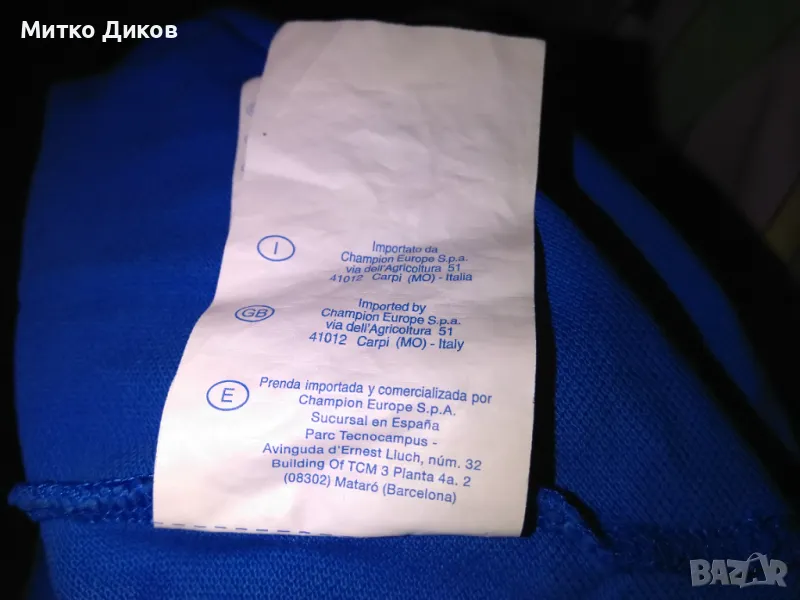 Митко Диков
I
Importato da
Champion Europe S.p.a.
via dell'Agricoltura 51
41012 Carpi (MO) - Italia
GB
Imported by
Champion Europe S.p.a.
via dell'Agricoltura 51
41012 Carpi (MO) - Italy
E
Prenda importada y comercializada por
Champion Europe S.p.A.
Sucursal en España
Parc Tecnocampus -
Avinguda d'Ernest Lluch, núm. 32
Building Of TCM 3 Planta 4a. 2
(08302) Mataró (Barcelona)
BAZAR